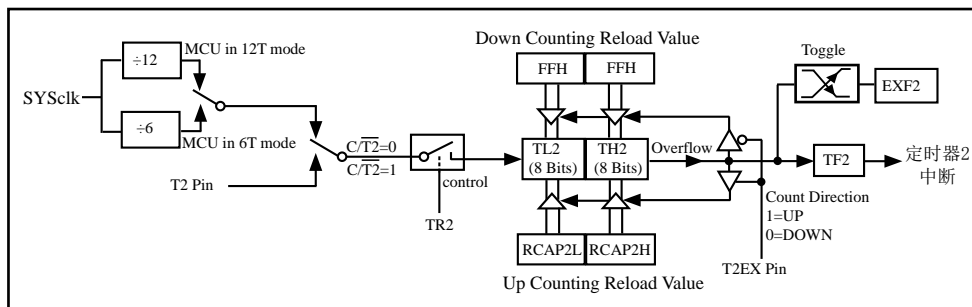 Down Counting Reload Value
Toggle
MCU in 12T mode
÷12
FFH
FFH
EXF2
SYSclk
÷6
MCU in 6T mode
C/T2=0
C/T2=1
TL2
(8 Bits)
TH2
(8 Bits)
Overflow
TF2
定时器2
中断
T2 Pin
control
Count Direction
1=UP
0=DOWN
TR2
RCAP2L
RCAP2H
T2EX Pin
Up Counting Reload Value